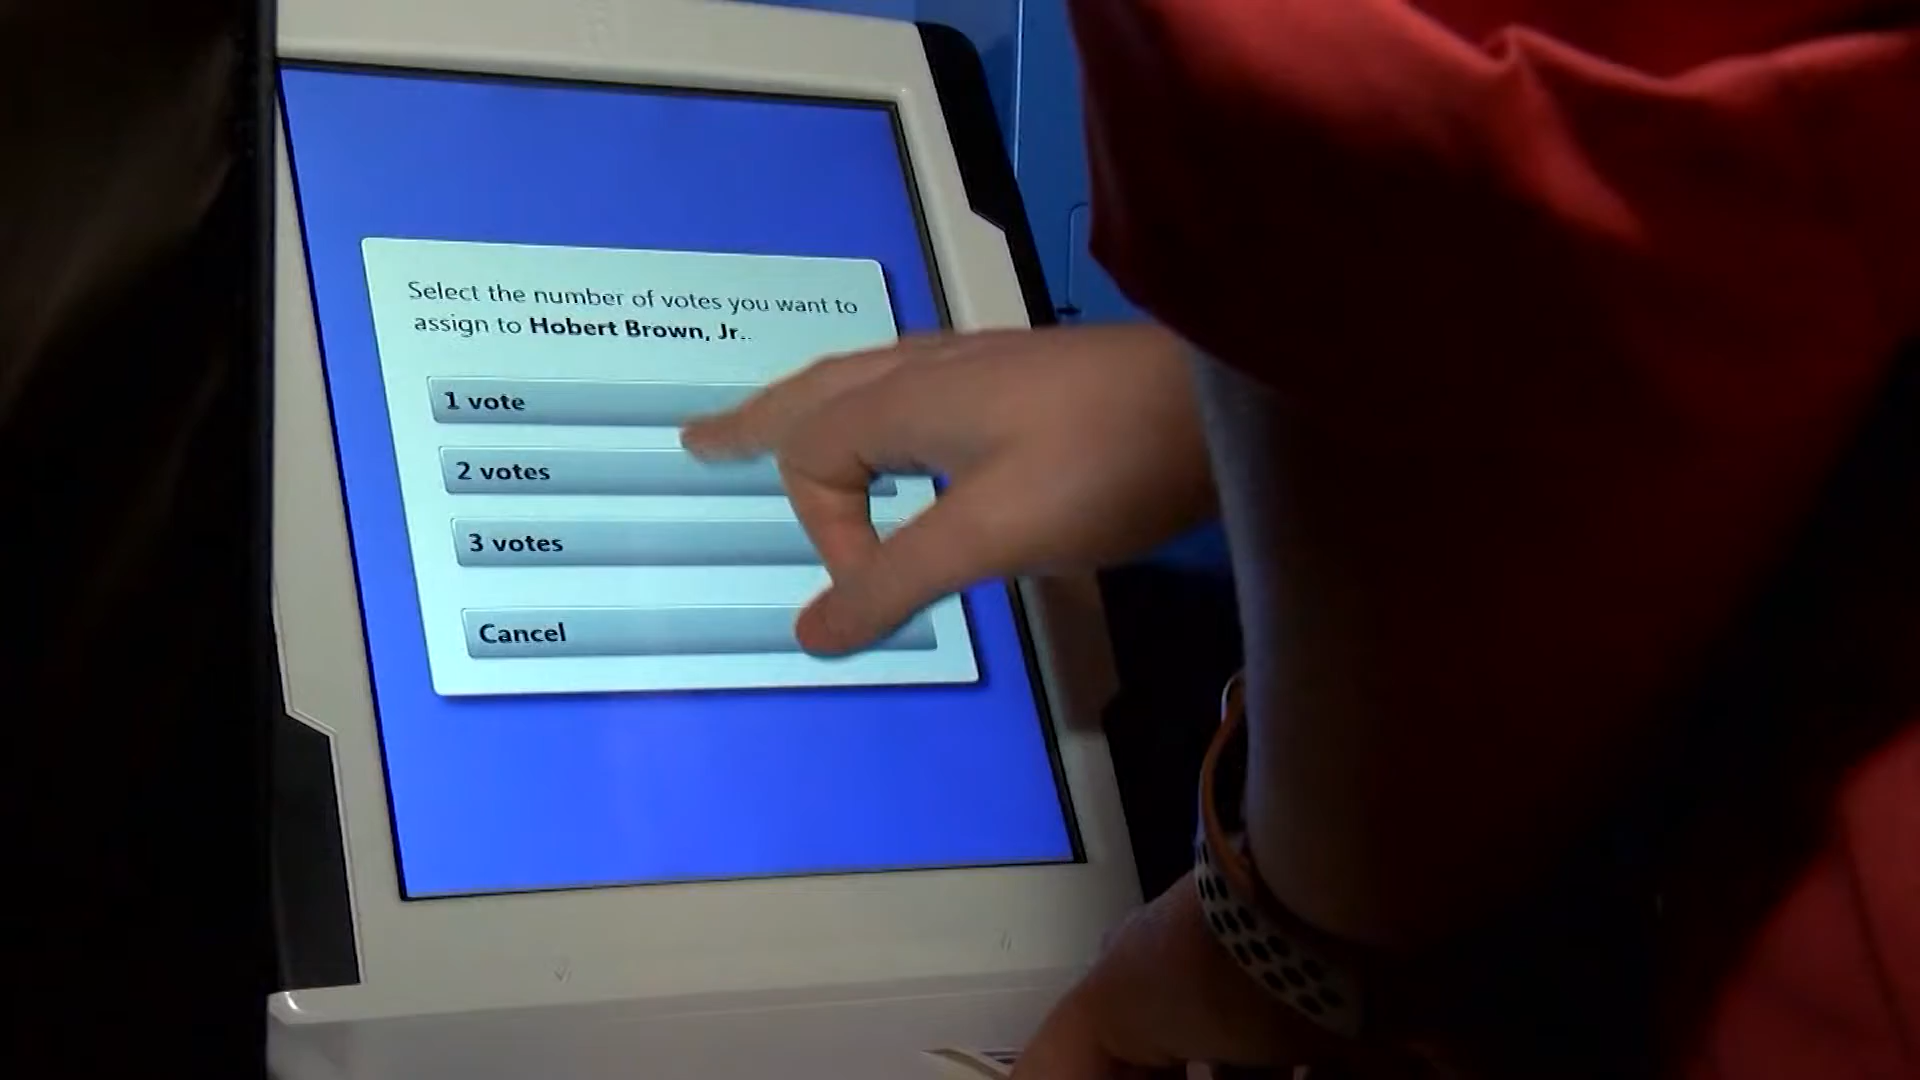 Select the number of votes you want to
assign to Hobert Brown, Jr..
1 vote
2 votes
3 votes
Cancel